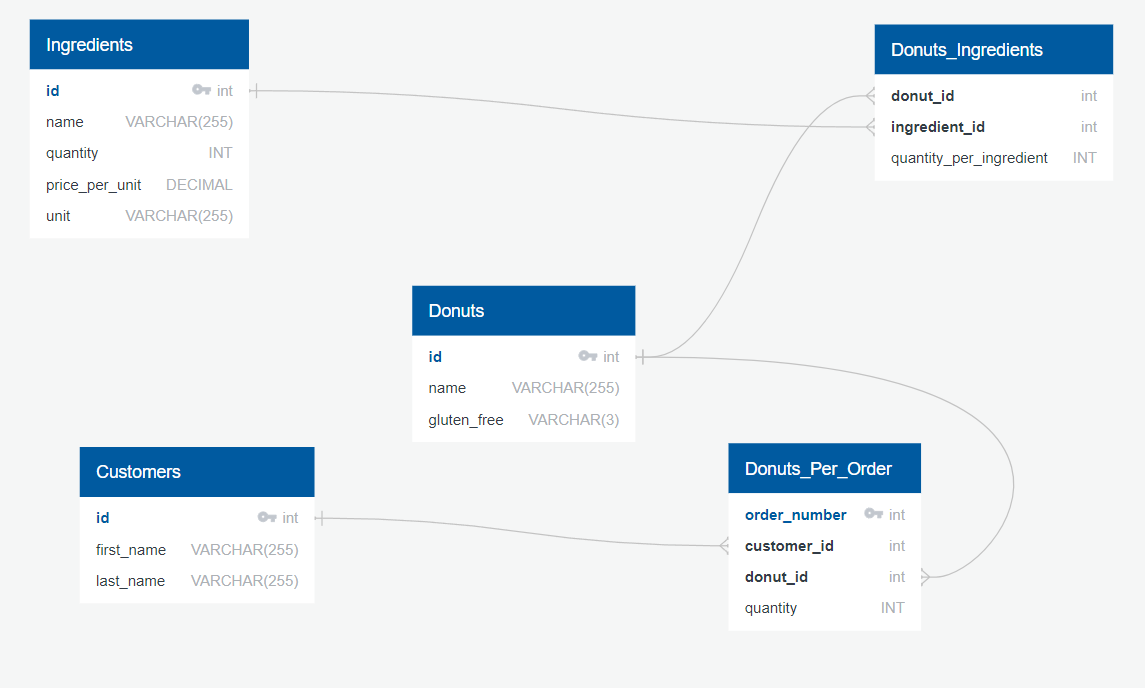 Ingredients
id int
name VARCHAR(255)
quantity INT
price_per_unit DECIMAL
unit VARCHAR(255)
Donuts_Ingredients
donut_id int
ingredient_id int
quantity_per_ingredient INT
Donuts
id int
name VARCHAR(255)
gluten_free VARCHAR(3)
Customers
id int
first_name VARCHAR(255)
last_name VARCHAR(255)
Donuts_Per_Order
order_number int
customer_id int
donut_id int
quantity INT